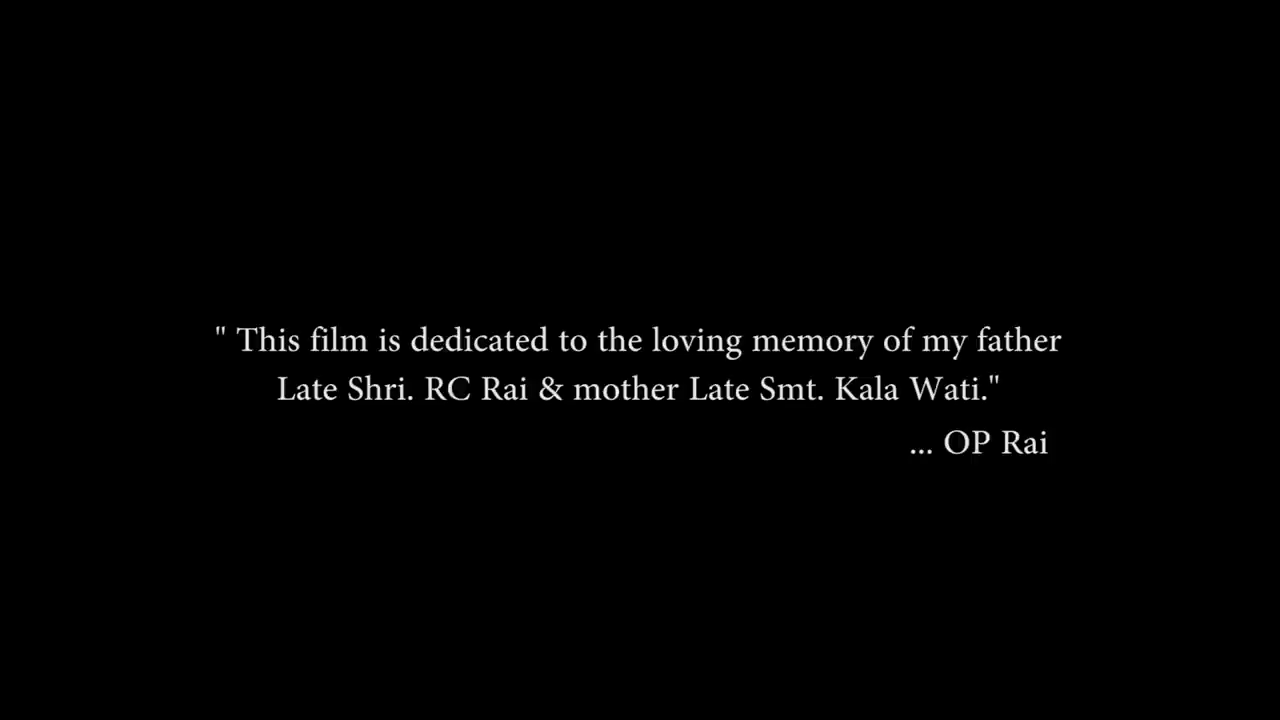 " This film is dedicated to the loving memory of my father
Late Shri. RC Rai & mother Late Smt. Kala Wati."
... OP Rai